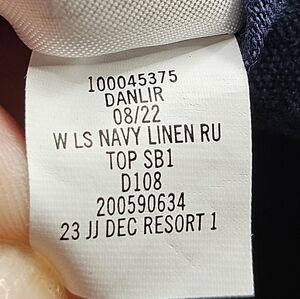 100045375
DANLIR
08/22
W LS NAVY LINEN RU
TOP SB1
D108
200590634
23 JJ DEC RESORT 1